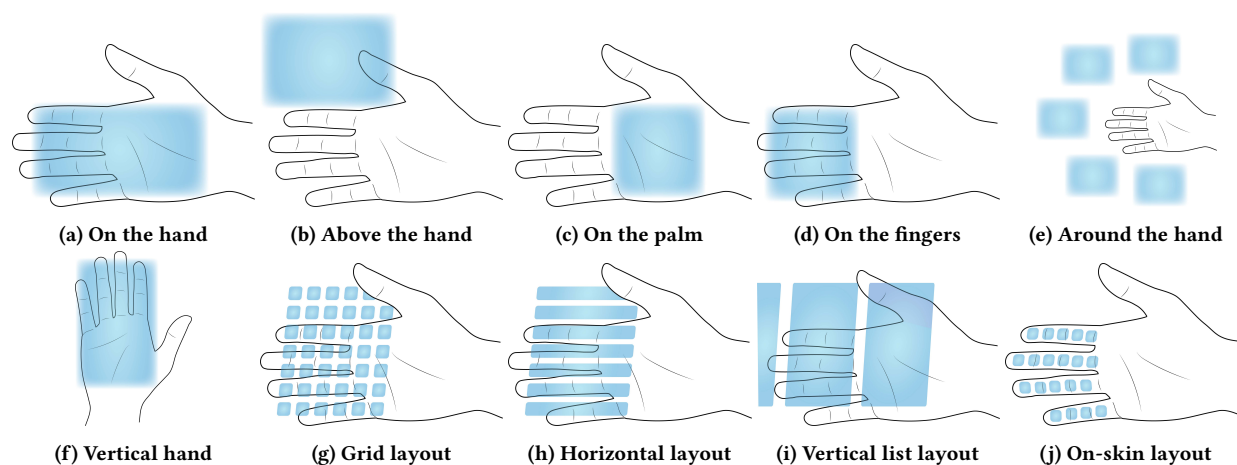 (a) On the hand
(b) Above the hand
(c) On the palm
(d) On the fingers
(e) Around the hand
(f) Vertical hand
(g) Grid layout
(h) Horizontal layout
(i) Vertical list layout
(j) On-skin layout